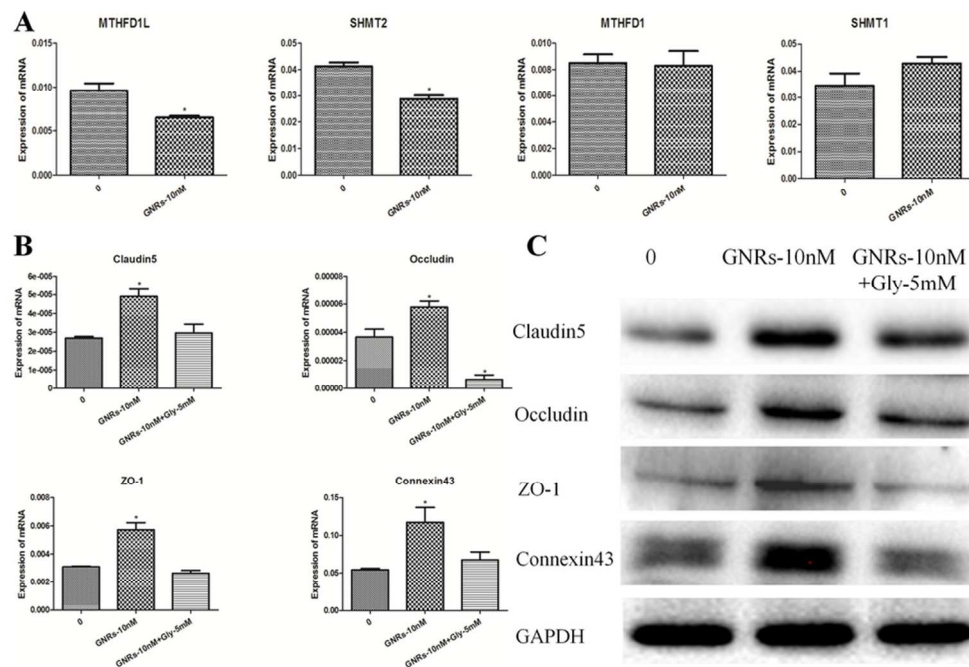 A
MTHFD1L
Expression of mRNA
0.015
0.010
0.005
0.000
*
0
GNRs-10nM
SHMT2
Expression of mRNA
0.05
0.04
0.03
0.02
0.01
0.00
*
0
GNRs-10nM
MTHFD1
Expression of mRNA
0.010
0.008
0.006
0.004
0.002
0.000
0
GNRs-10nM
SHMT1
Expression of mRNA
0.05
0.04
0.03
0.02
0.01
0.00
0
GNRs-10nM
B
Claudin5
Expression of mRNA
6e-005
5e-005
4e-005
3e-005
2e-005
1e-005
0
*
0
GNRs-10nM
GNRs-10nM+Gly-5mM
Occludin
Expression of mRNA
0.00008
0.00006
0.00004
0.00002
0.00000
*
*
0
GNRs-10nM
GNRs-10nM+Gly-5mM
ZO-1
Expression of mRNA
0.008
0.006
0.004
0.002
0.000
*
0
GNRs-10nM
GNRs-10nM+Gly-5mM
Connexin43
Expression of mRNA
0.15
0.10
0.05
0.00
*
0
GNRs-10nM
GNRs-10nM+Gly-5mM
C
0
GNRs-10nM
GNRs-10nM
+Gly-5mM
Claudin5
Occludin
ZO-1
Connexin43
GAPDH